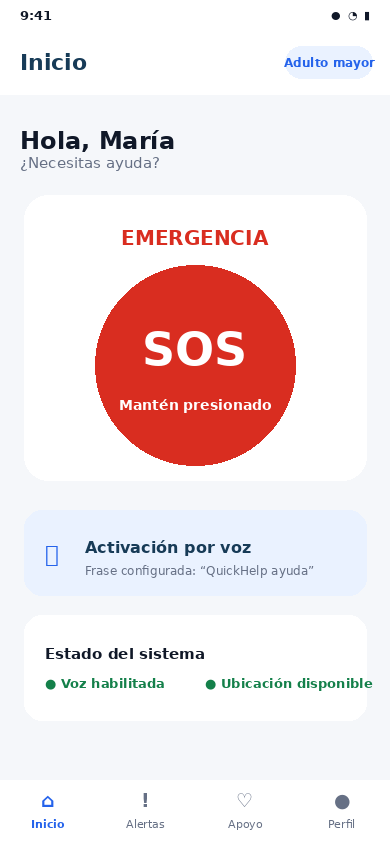 9:41
Inicio
Adulto mayor
Hola, María
¿Necesitas ayuda?
EMERGENCIA
SOS
Mantén presionado
Activación por voz
Frase configurada: “QuickHelp ayuda”
Estado del sistema
● Voz habilitada ● Ubicación disponible
Inicio Alertas Apoyo Perfil